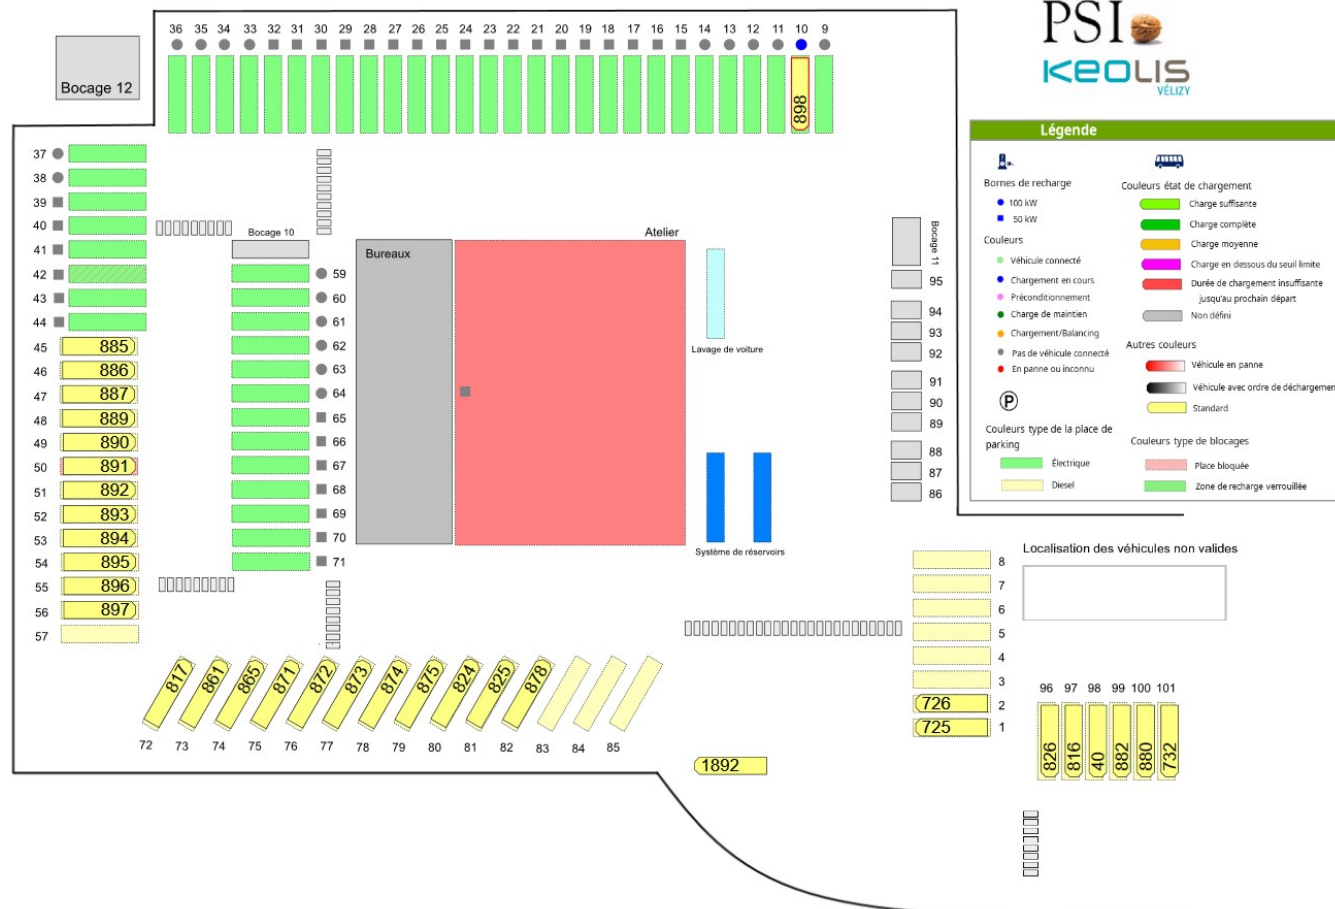 PSI
KEOLIS
VÉLIZY
36 35 34 33 32 31 30 29 28 27 26 25 24 23 22 21 20 19 18 17 16 15 14 13 12 11 10 9
898
Bocage 12
37
38
39
40
41
42
43
44
45 885
46 886
47 887
48 889
49 890
50 891
51 892
52 893
53 894
54 895
55 896
56 897
57
Bocage 10
59
60
61
62
63
64
65
66
67
68
69
70
71
Bureaux
Atelier
Lavage de voiture
Système de réservoirs
Bocage 11
95
94
93
92
91
90
89
88
87
86
Légende
Bornes de recharge
100 kW
50 kW
Couleurs
Véhicule connecté
Chargement en cours
Préconditionnement
Charge de maintien
Chargement/Balancing
Pas de véhicule connecté
En panne ou inconnu
P
Couleurs type de la place de
parking
Électrique
Diesel
Couleurs état de chargement
Charge suffisante
Charge complète
Charge moyenne
Charge en dessous du seuil limite
Durée de chargement insuffisante
jusqu'au prochain départ
Non défini
Autres couleurs
Véhicule en panne
Véhicule avec ordre de déchargement
Standard
Couleurs type de blocages
Place bloquée
Zone de recharge verrouillée
Localisation des véhicules non valides
8
7
6
5
4
3
726 2
725 1
96 97 98 99 100 101
826 816 40 882 880 732
817 861 865 871 872 873 874 875 824 825 878
72 73 74 75 76 77 78 79 80 81 82 83 84 85
1892